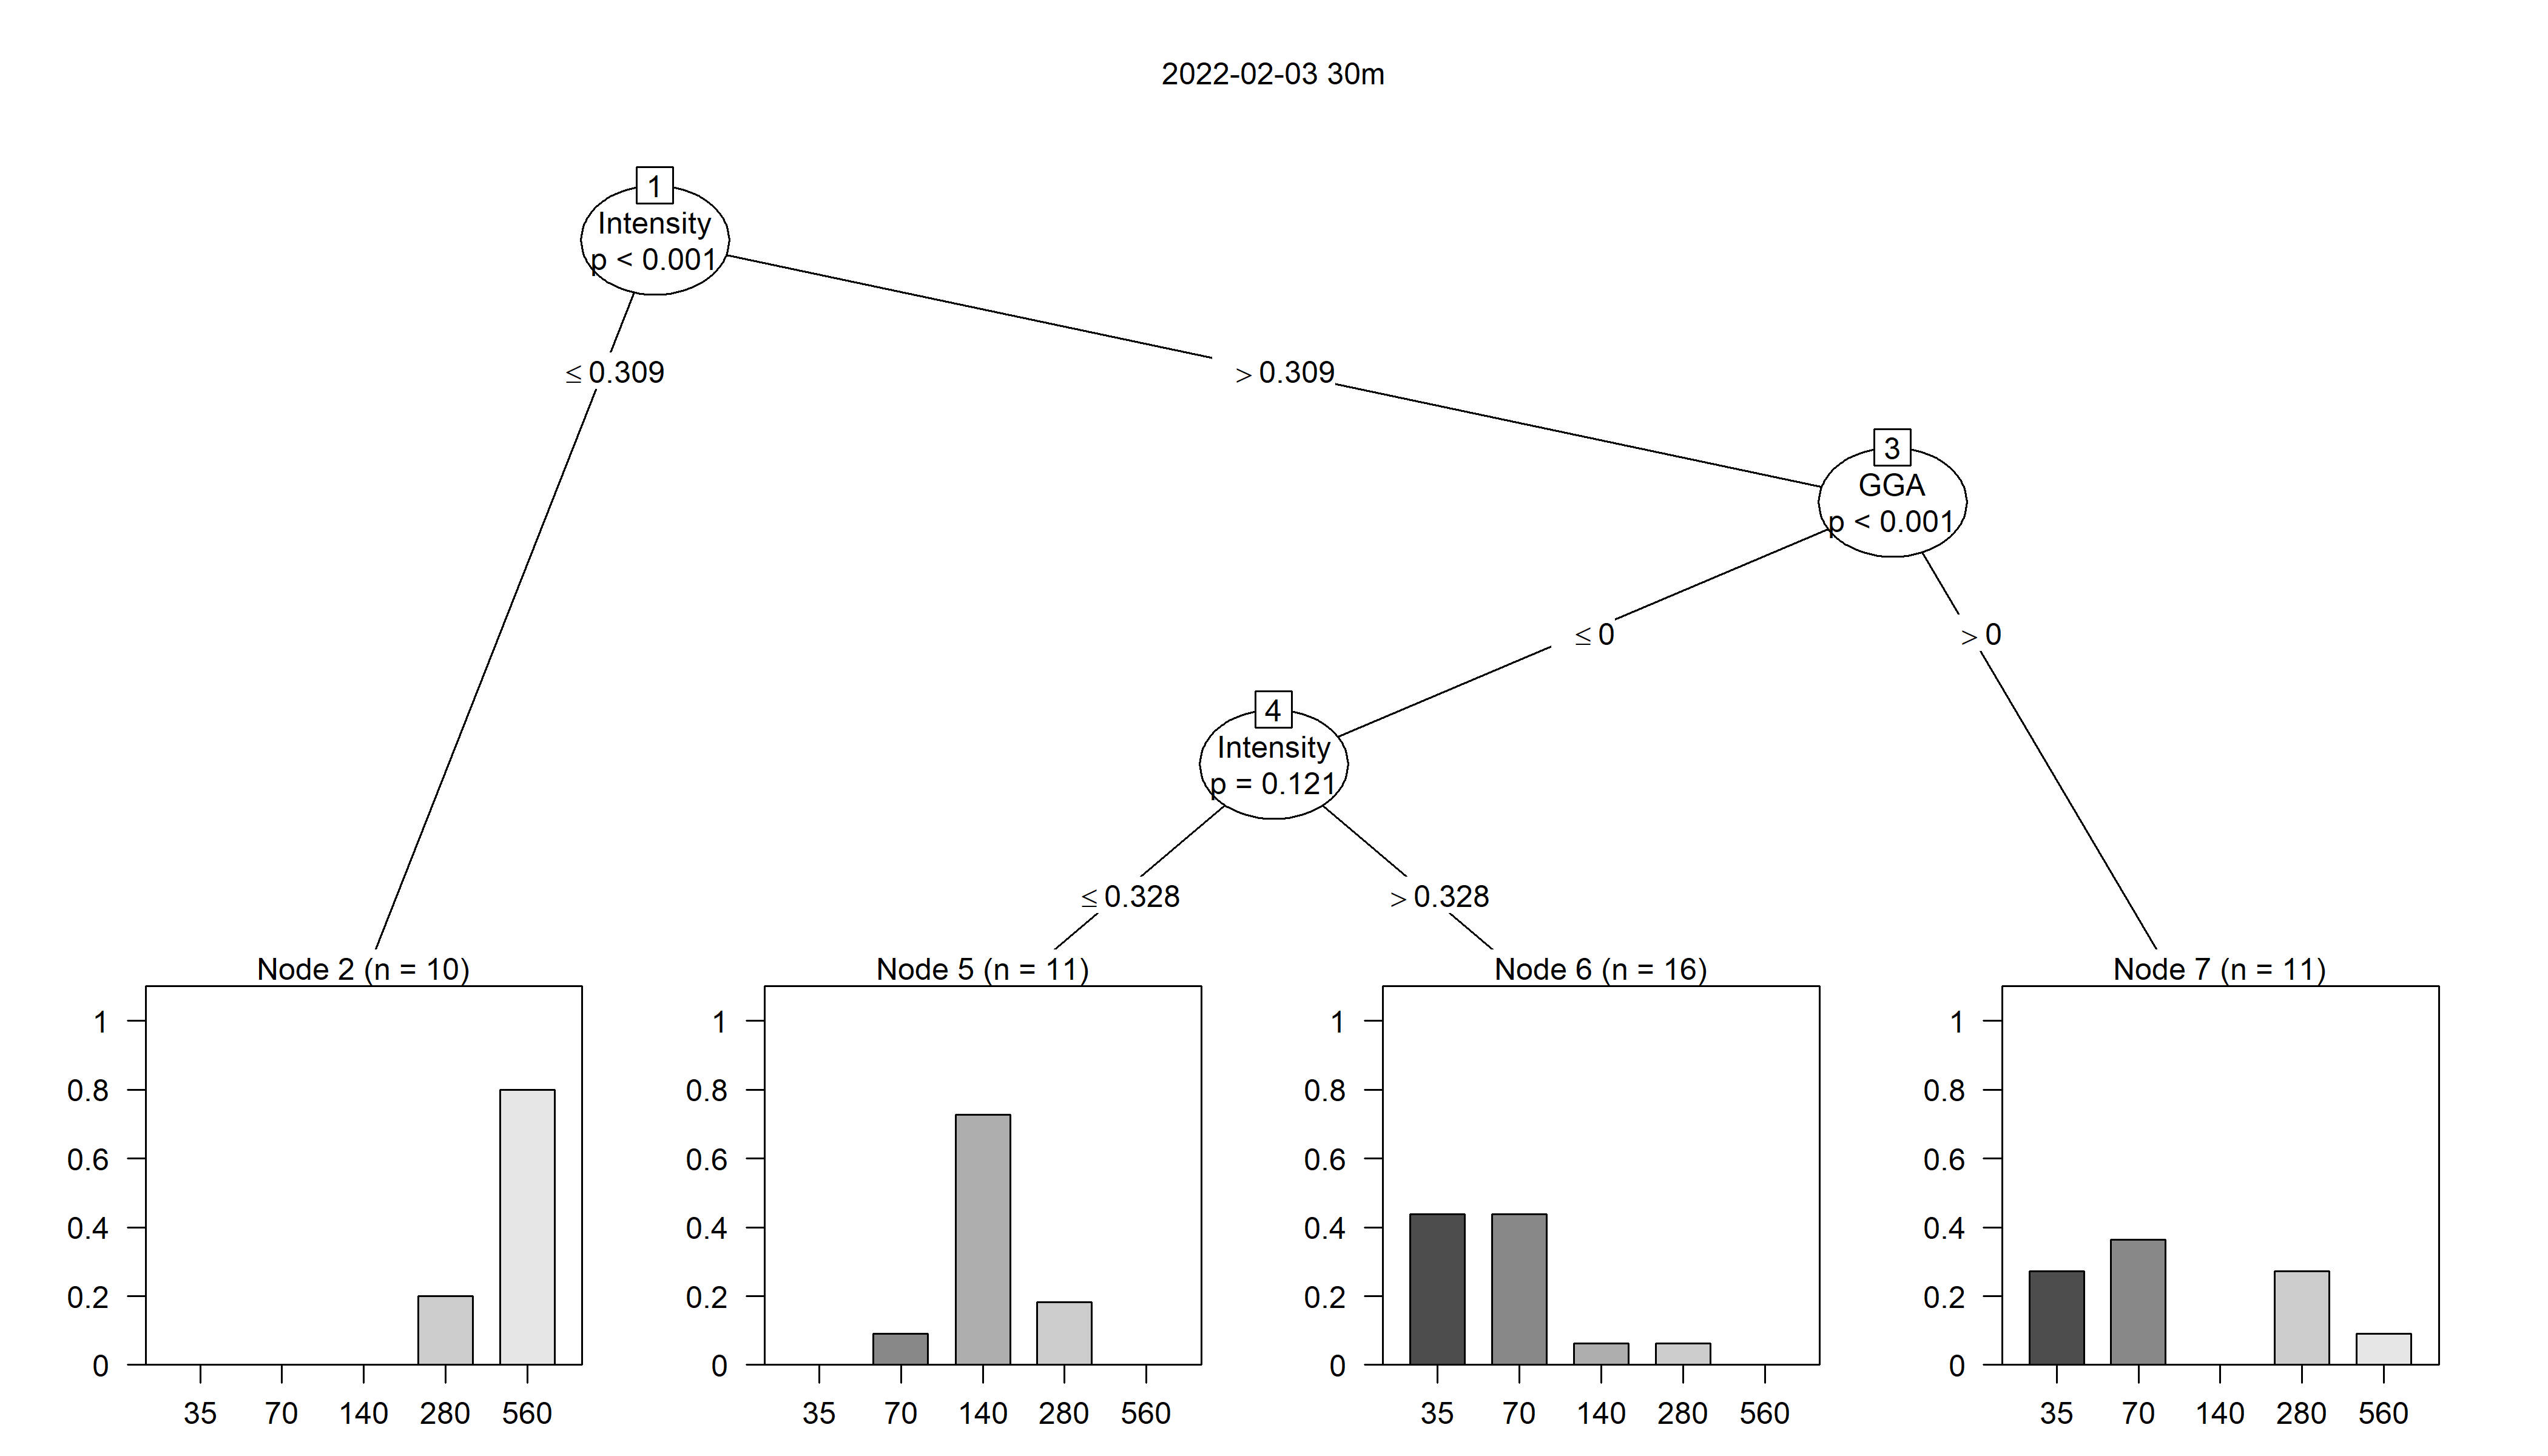 2022-02-03 30m
1
Intensity
p < 0.001
≤ 0.309
> 0.309
3
GGA
p < 0.001
≤ 0
> 0
4
Intensity
p = 0.121
≤ 0.328
> 0.328
Node 2 (n = 10)
1
0.8
0.6
0.4
0.2
0
35 70 140 280 560
Node 5 (n = 11)
1
0.8
0.6
0.4
0.2
0
35 70 140 280 560
Node 6 (n = 16)
1
0.8
0.6
0.4
0.2
0
35 70 140 280 560
Node 7 (n = 11)
1
0.8
0.6
0.4
0.2
0
35 70 140 280 560